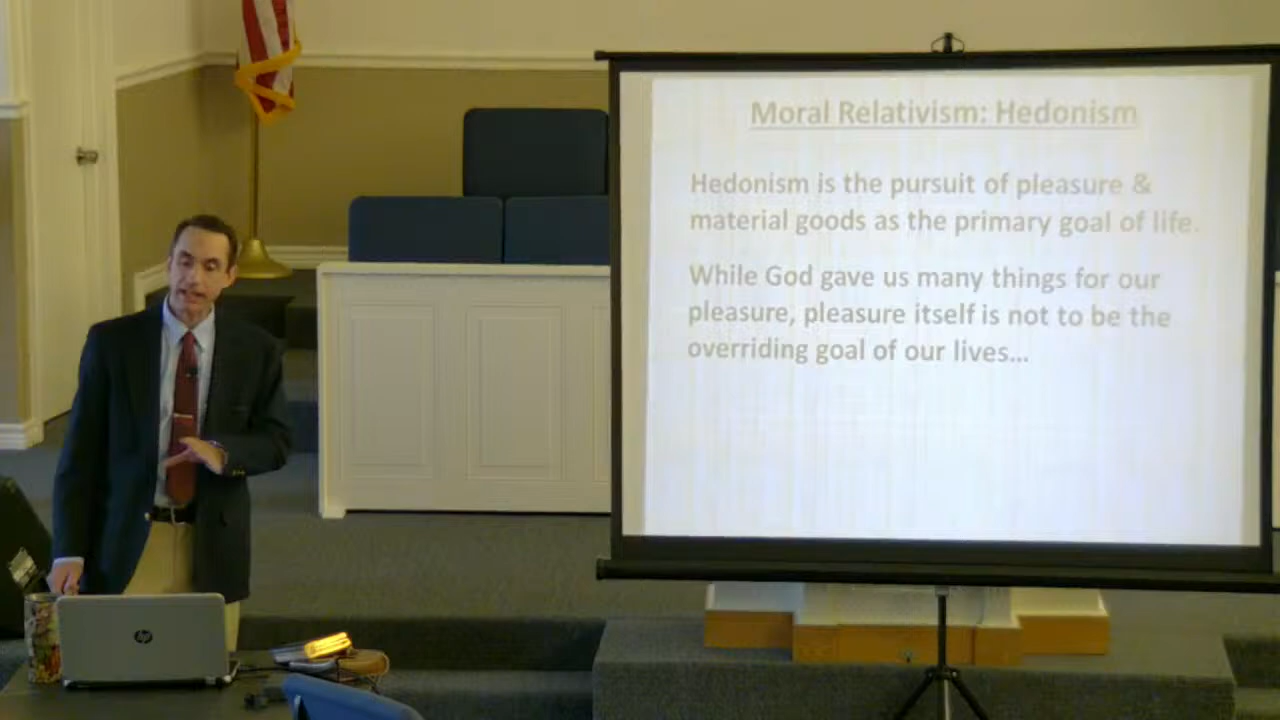 Moral Relativism: Hedonism
Hedonism is the pursuit of pleasure &
material goods as the primary goal of life.
While God gave us many things for our
pleasure, pleasure itself is not to be the
overriding goal of our lives...
hp